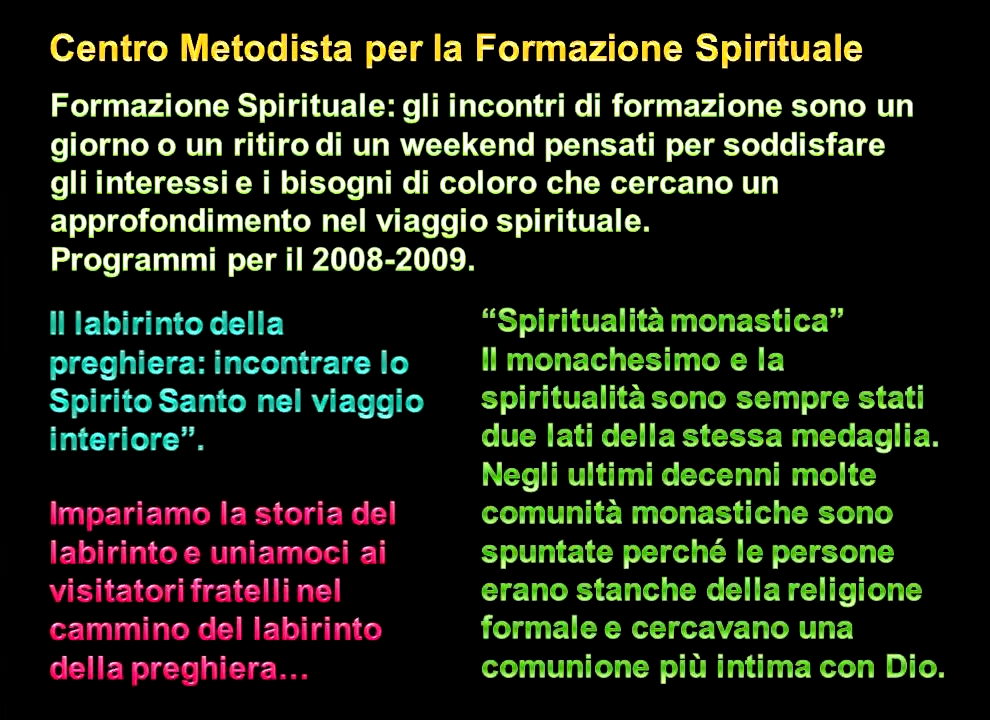 Centro Metodista per la Formazione Spirituale
Formazione Spirituale: gli incontri di formazione sono un
giorno o un ritiro di un weekend pensati per soddisfare
gli interessi e i bisogni di coloro che cercano un
approfondimento nel viaggio spirituale.
Programmi per il 2008-2009.
Il labirinto della
preghiera: incontrare lo
Spirito Santo nel viaggio
interiore”.
Impariamo la storia del
labirinto e uniamoci ai
visitatori fratelli nel
cammino del labirinto
della preghiera…
“Spiritualità monastica”
Il monachesimo e la
spiritualità sono sempre stati
due lati della stessa medaglia.
Negli ultimi decenni molte
comunità monastiche sono
spuntate perché le persone
erano stanche della religione
formale e cercavano una
comunione più intima con Dio.